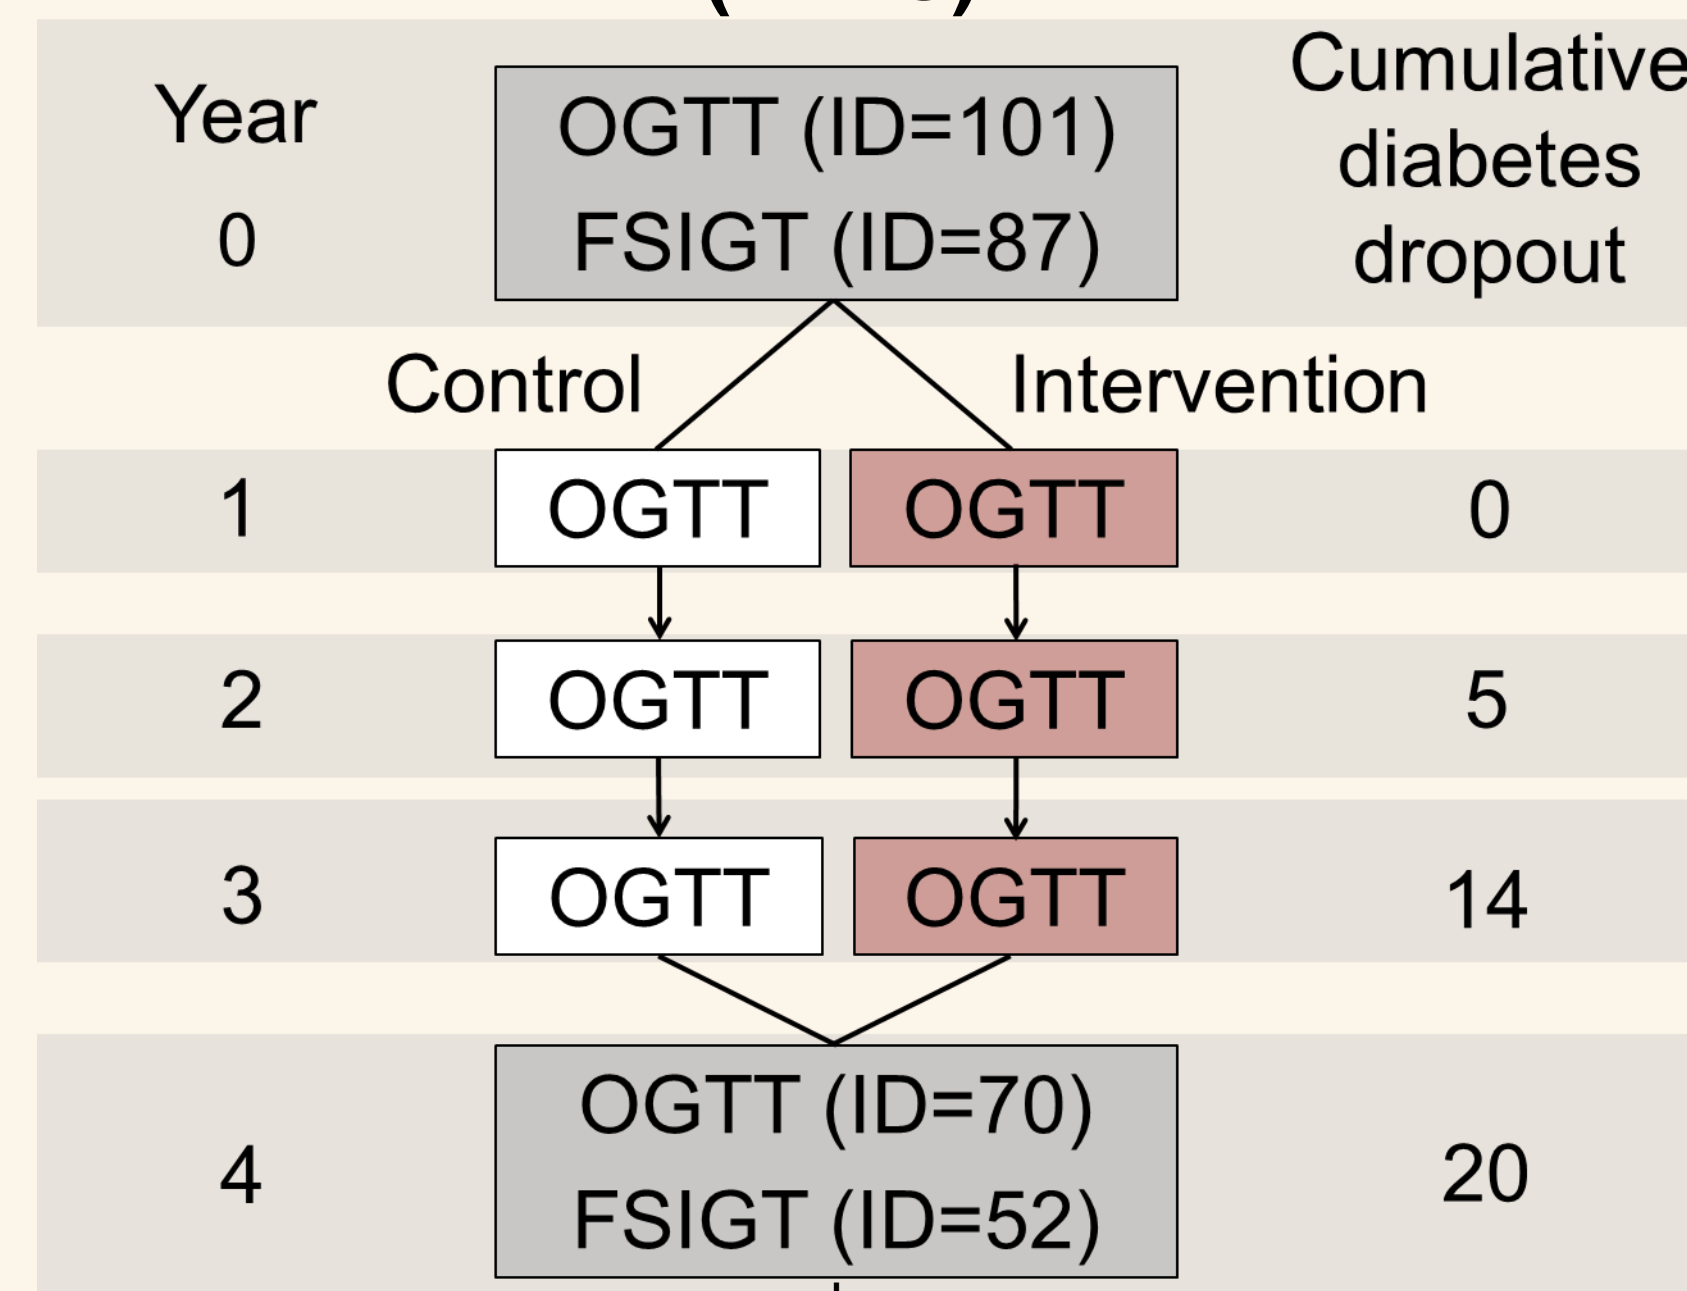 Year
0
OGTT (ID=101)
FSIGT (ID=87)
Cumulative
diabetes
dropout
Control
Intervention
1
OGTT
OGTT
0
2
OGTT
OGTT
5
3
OGTT
OGTT
14
4
OGTT (ID=70)
FSIGT (ID=52)
20